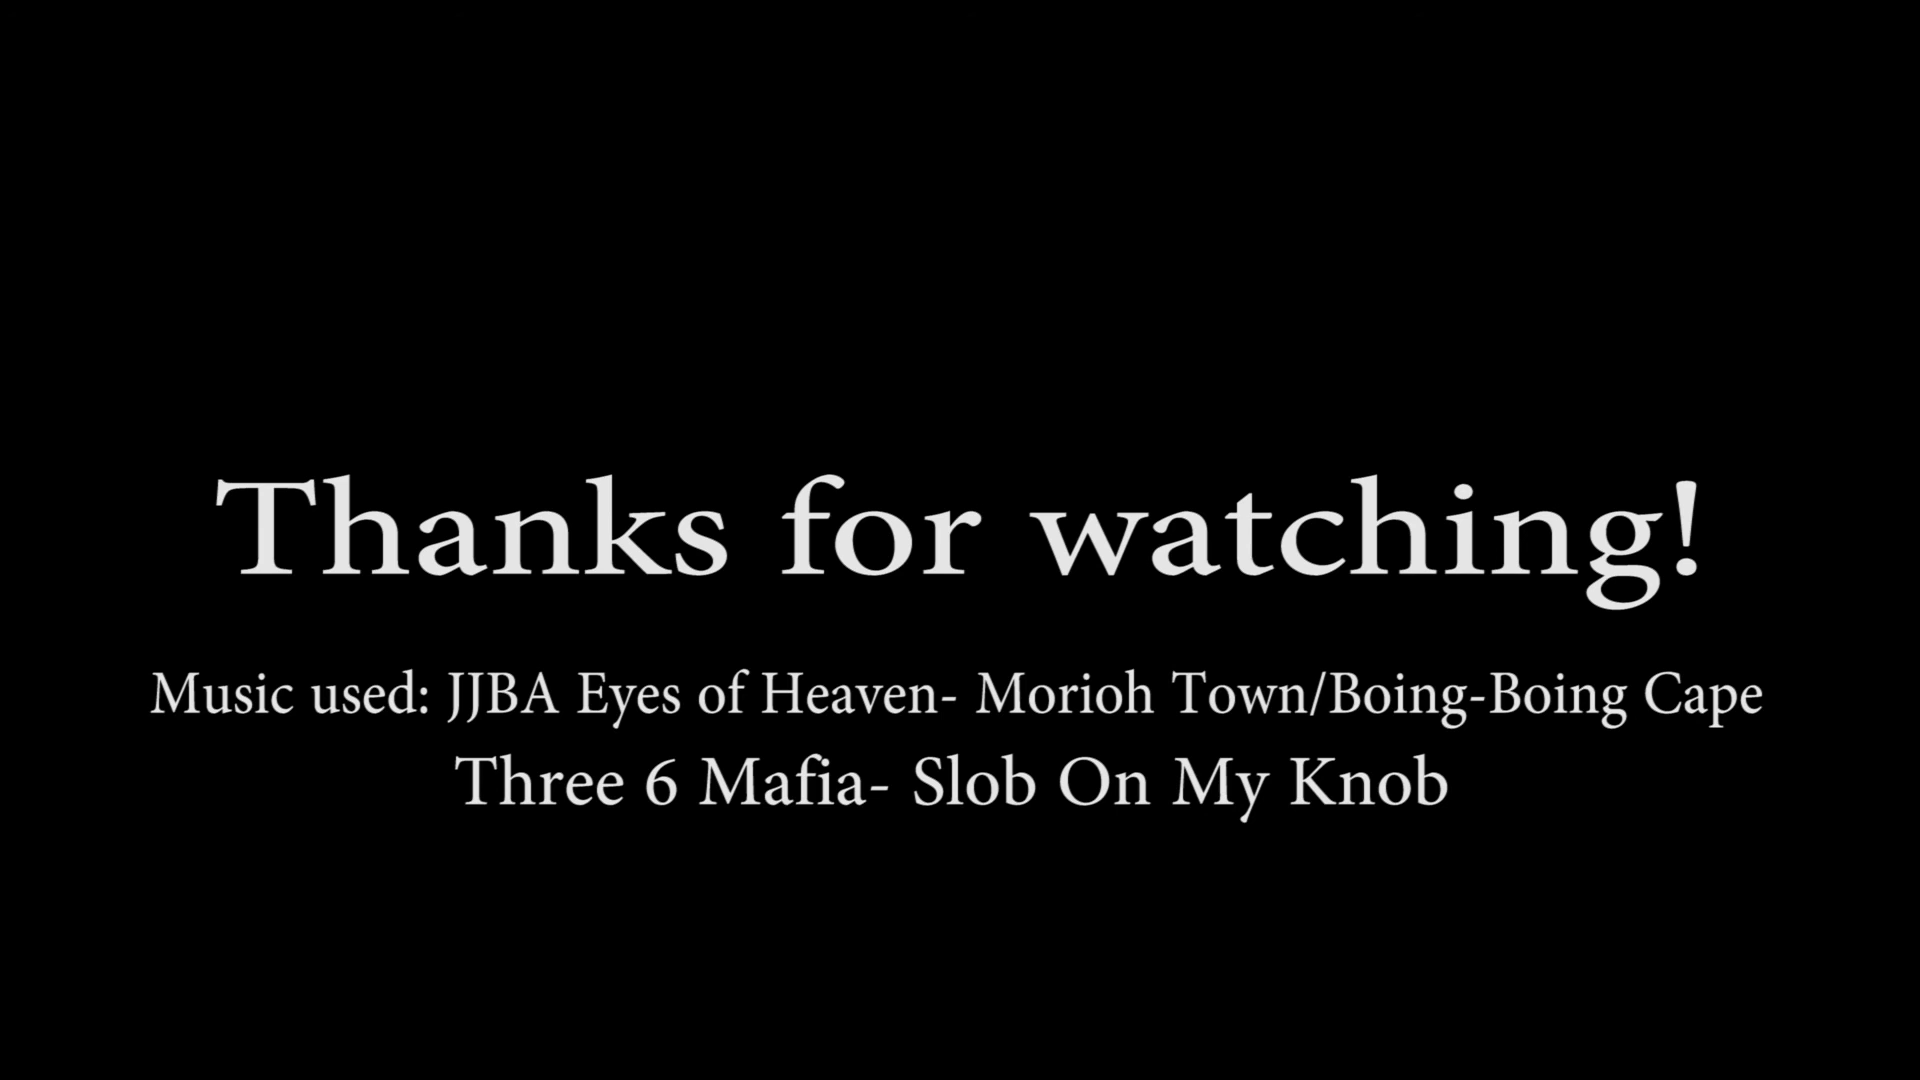 Thanks for watching!
Music used: JJBA Eyes of Heaven- Morioh Town/Boing-Boing Cape
Three 6 Mafia- Slob On My Knob